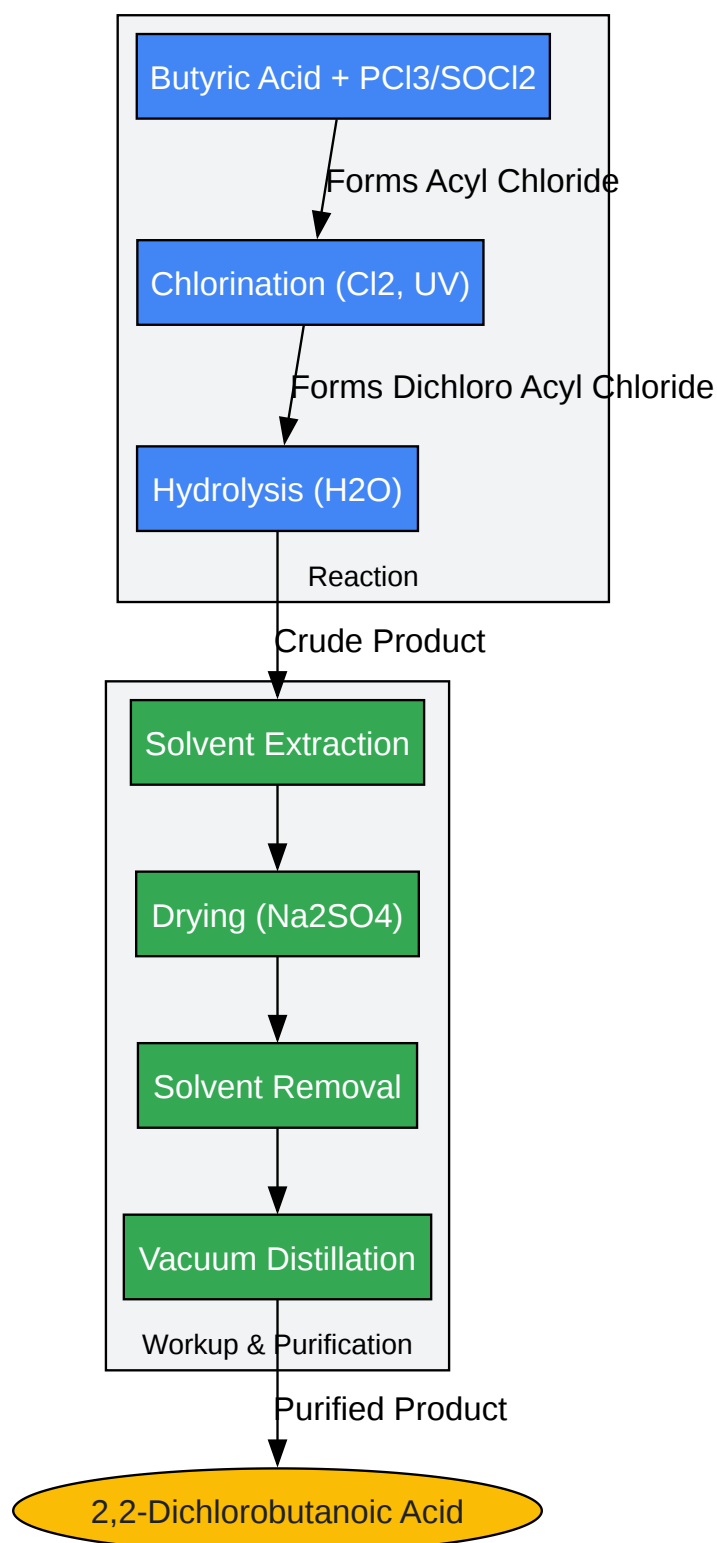 Butyric Acid + PCl3/SOCl2
Forms Acyl Chloride
Chlorination (Cl2, UV)
Forms Dichloro Acyl Chloride
Hydrolysis (H2O)
Reaction
Crude Product
Solvent Extraction
Drying (Na2SO4)
Solvent Removal
Vacuum Distillation
Workup & Purification
Purified Product
2,2-Dichlorobutanoic Acid